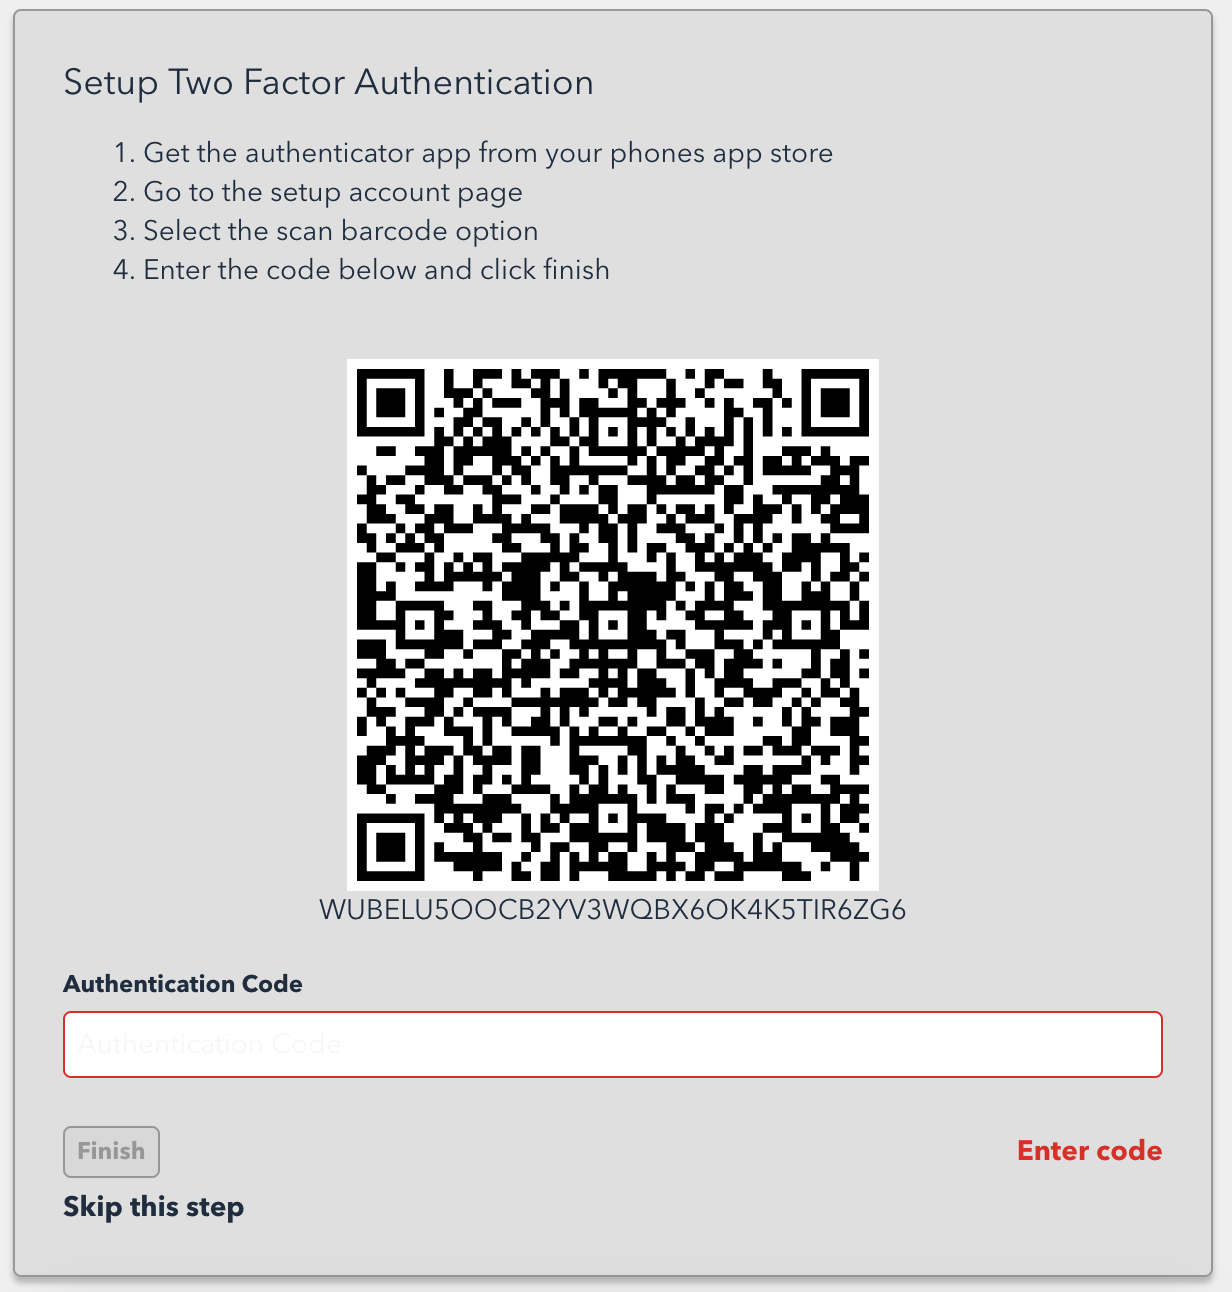 Setup Two Factor Authentication
1. Get the authenticator app from your phones app store
2. Go to the setup account page
3. Select the scan barcode option
4. Enter the code below and click finish
WUBELU5OOCB2YV3WQBX6OK4K5TIR6ZG6
Authentication Code
Authentication Code
Finish
Enter code
Skip this step